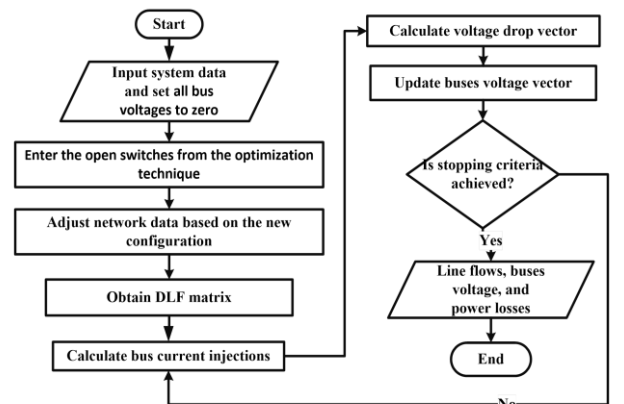 Start
Input system data
and set all bus
voltages to zero
Enter the open switches from the optimization
technique
Adjust network data based on the new
configuration
Obtain DLF matrix
Calculate bus current injections
Calculate voltage drop vector
Update buses voltage vector
Is stopping criteria
achieved?
Yes
Line flows, buses
voltage, and
power losses
End
No